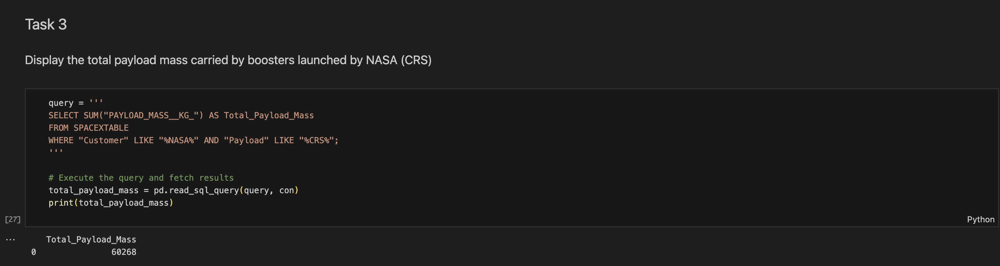 Task 3
Display the total payload mass carried by boosters launched by NASA (CRS)
query = '''
SELECT SUM("PAYLOAD_MASS__KG_") AS Total_Payload_Mass
FROM SPACEXTABLE
WHERE "Customer" LIKE "%NASA%" AND "Payload" LIKE "%CRS%";
'''
# Execute the query and fetch results
total_payload_mass = pd.read_sql_query(query, con)
print(total_payload_mass)
[27]
Python
... Total_Payload_Mass
0 60268